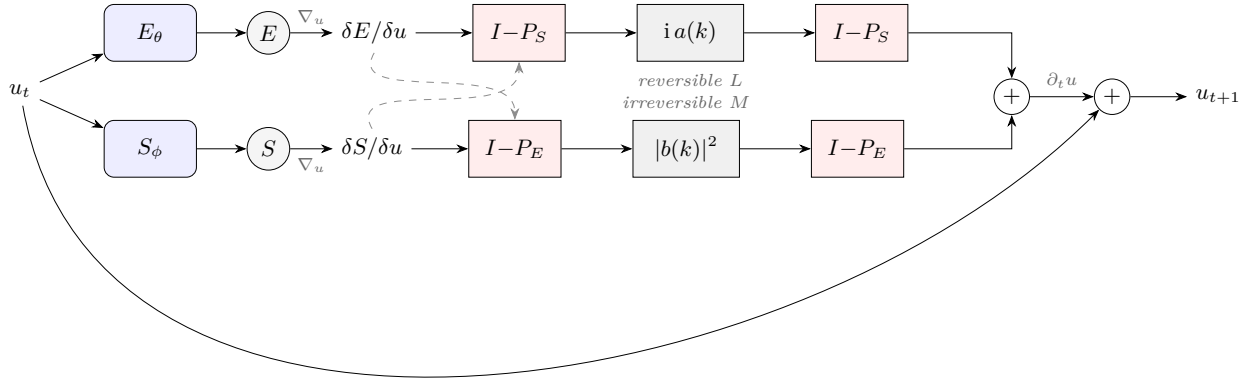 E_θ
E
∇_u
δE/δu
I−P_S
i a(k)
I−P_S
u_t
reversible L
irreversible M
+
∂_t u
+
u_{t+1}
S_ϕ
S
∇_u
δS/δu
I−P_E
|b(k)|²
I−P_E